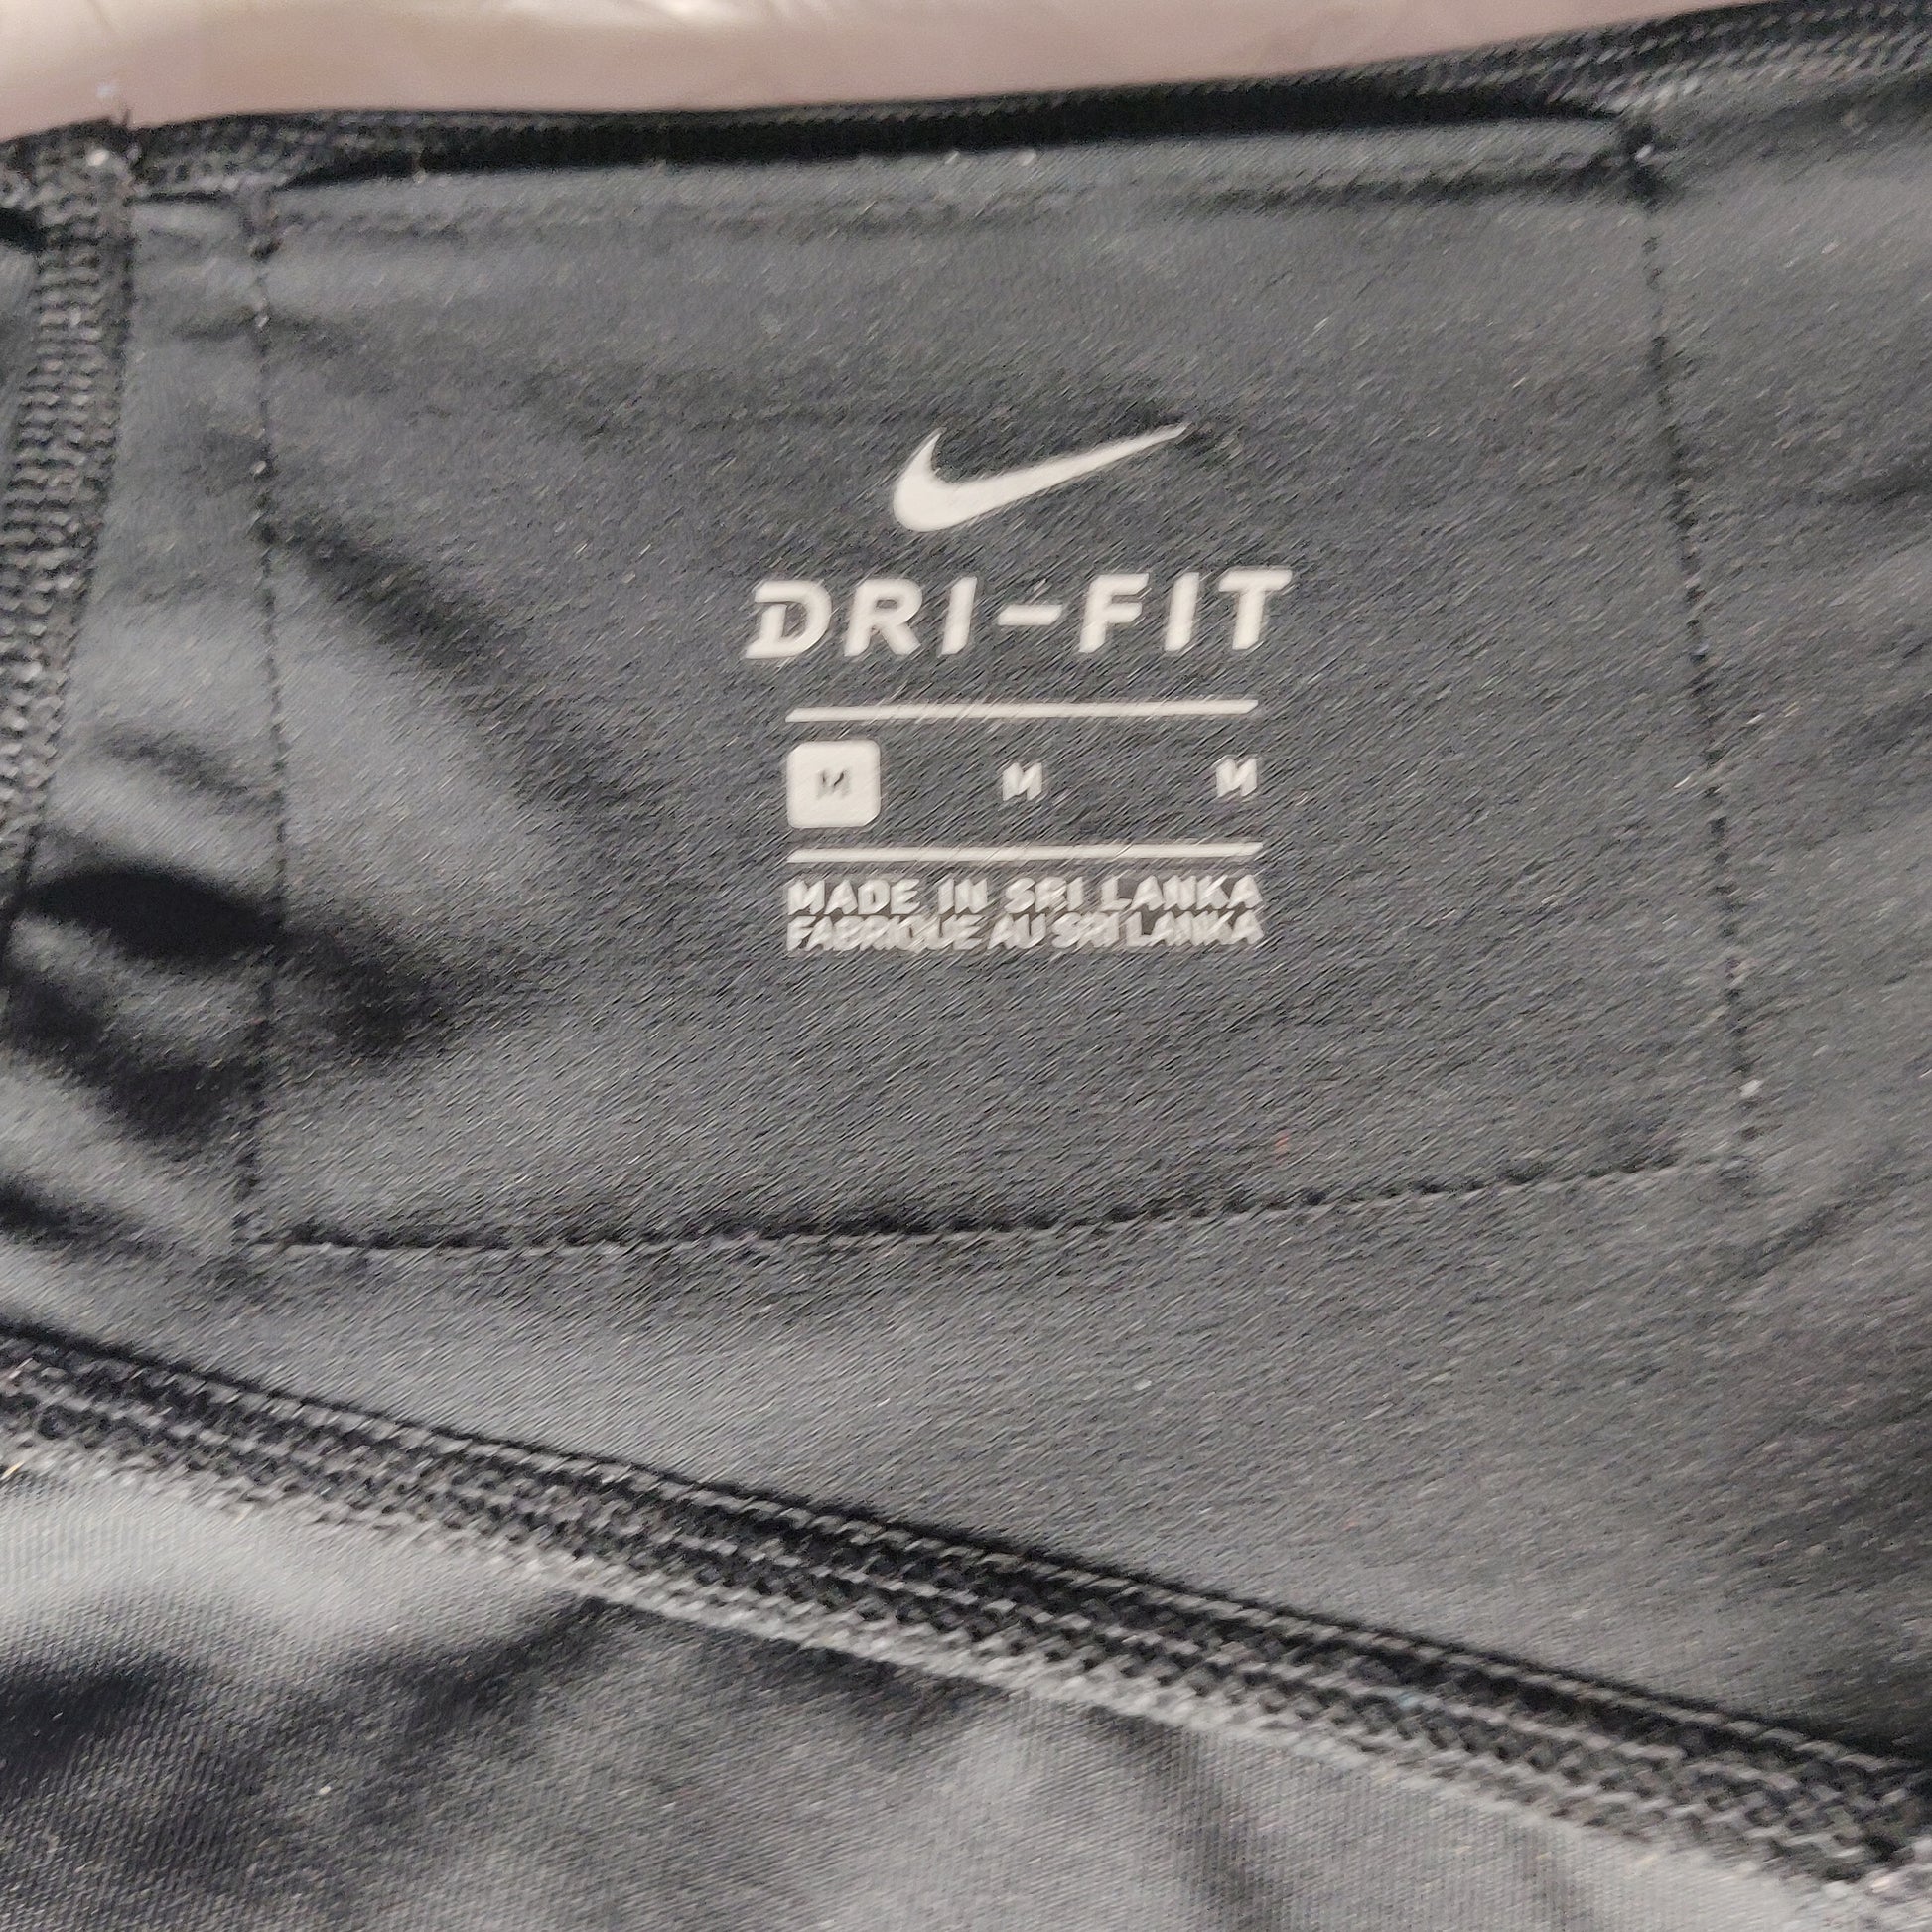 DRI-FIT
M M M
MADE IN SRI LANKA
FABRIQUE AU SRI LANKA